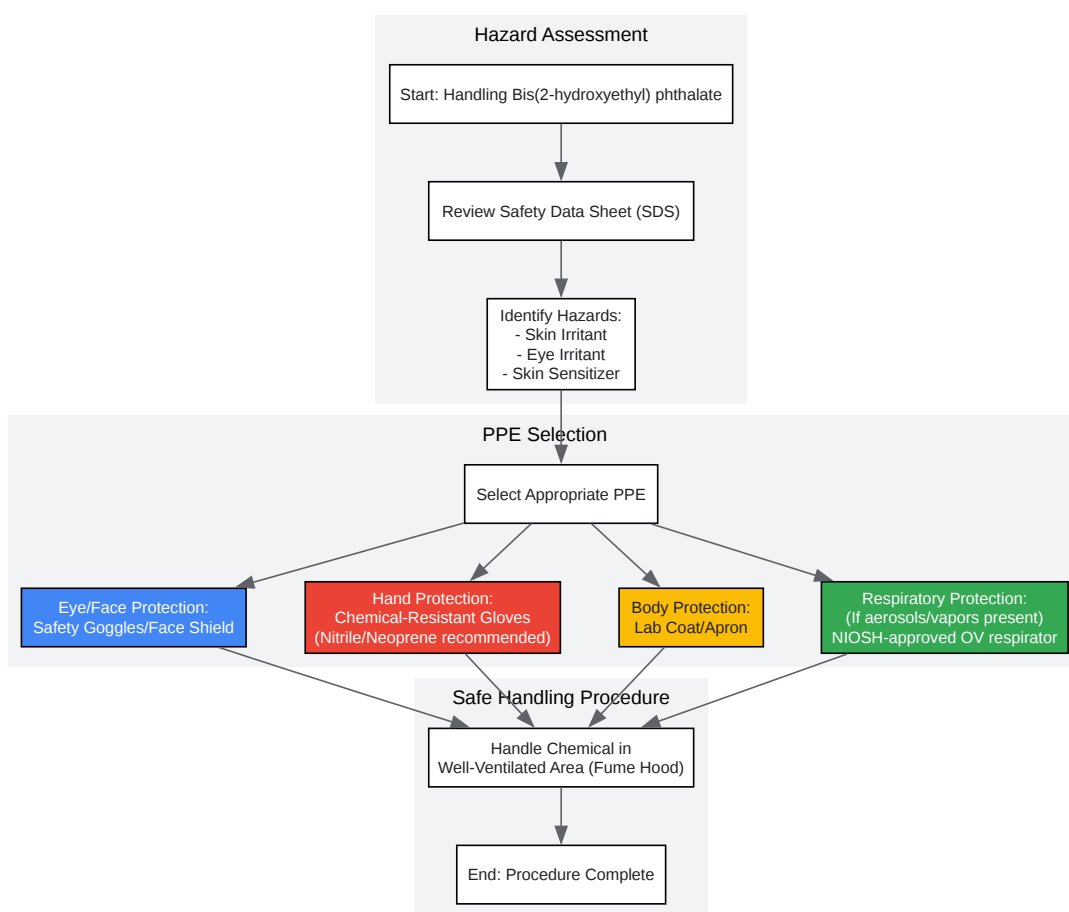 Hazard Assessment
Start: Handling Bis(2-hydroxyethyl) phthalate
Review Safety Data Sheet (SDS)
Identify Hazards:
- Skin Irritant
- Eye Irritant
- Skin Sensitizer
PPE Selection
Select Appropriate PPE
Eye/Face Protection:
Safety Goggles/Face Shield
Hand Protection:
Chemical-Resistant Gloves
(Nitrile/Neoprene recommended)
Body Protection:
Lab Coat/Apron
Respiratory Protection:
(If aerosols/vapors present)
NIOSH-approved OV respirator
Safe Handling Procedure
Handle Chemical in
Well-Ventilated Area (Fume Hood)
End: Procedure Complete